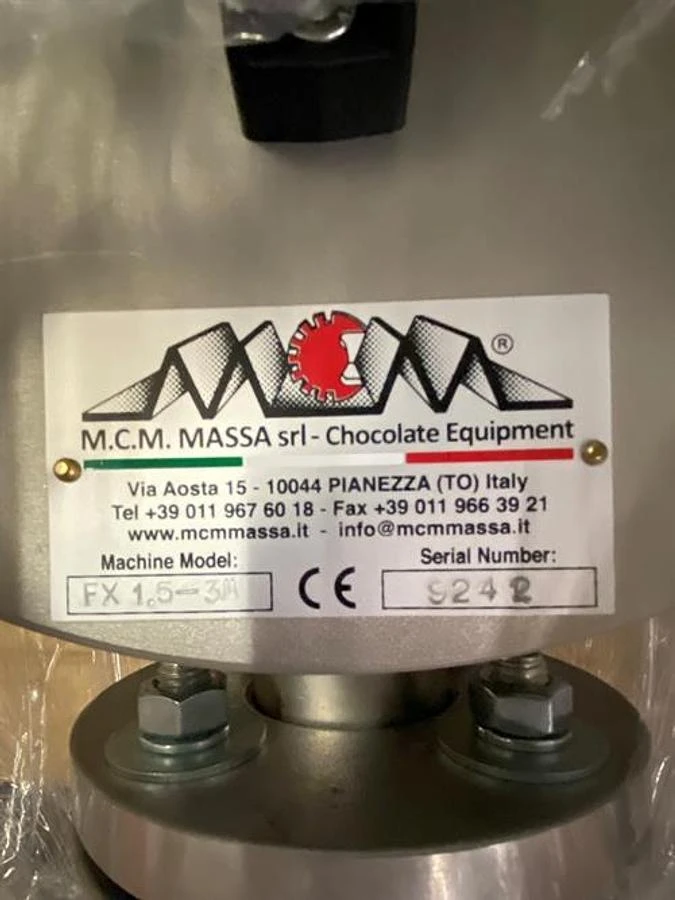 MCM ®
M.C.M. MASSA srl - Chocolate Equipment
Via Aosta 15 - 10044 PIANEZZA (TO) Italy
Tel +39 011 967 60 18 - Fax +39 011 966 39 21
www.mcmmassa.it - info@mcmmassa.it
Machine Model: Serial Number:
FX 1.5-3M CE 9242